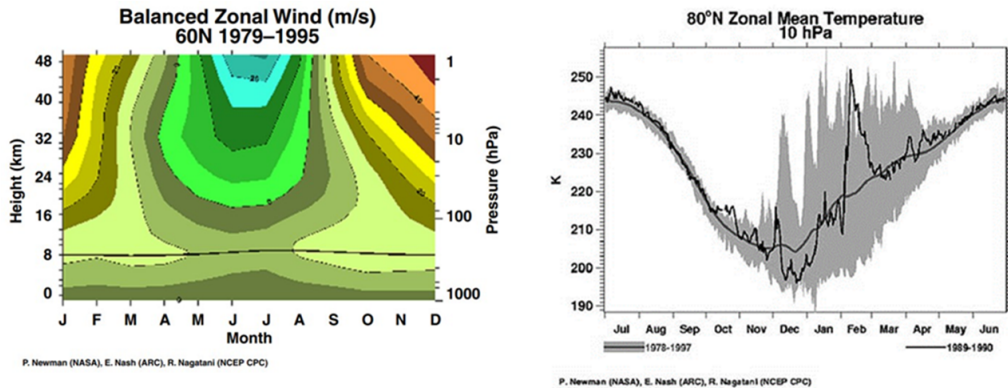 Balanced Zonal Wind (m/s)
60N 1979–1995
Height (km)
48
40
32
24
16
8
0
1
10
100
1000
Pressure (hPa)
J F M A M J J A S O N D
Month
P. Newman (NASA), E. Nash (ARC), R. Nagatani (NCEP CPC)
80°N Zonal Mean Temperature
10 hPa
K
250
240
230
220
210
200
190
Jul Aug Sep Oct Nov Dec Jan Feb Mar Apr May Jun
1978-1997
1989-1990
P. Newman (NASA), E. Nash (ARC), R. Nagatani (NCEP CPC)